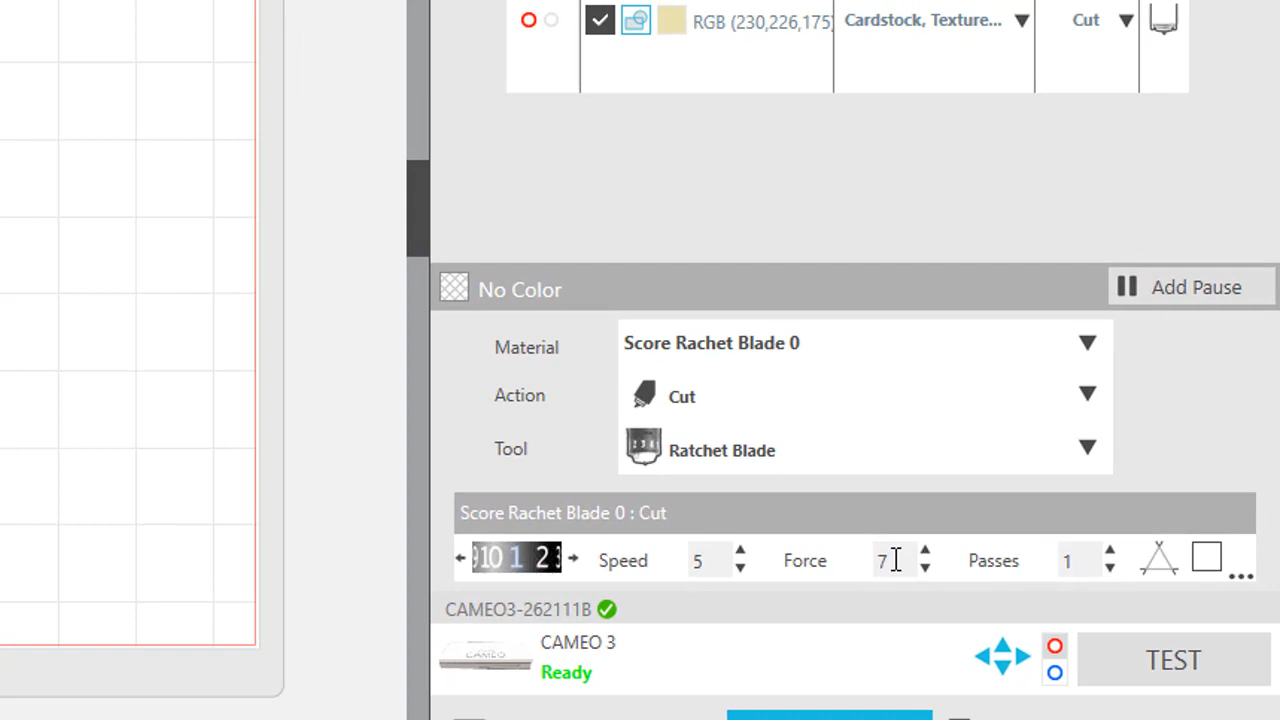 RGB (230,226,175) Cardstock, Texture... Cut
No Color Add Pause
Material Score Rachet Blade 0
Action Cut
Tool Ratchet Blade
Score Rachet Blade 0 : Cut
10 1 2 Speed 5 Force 7 Passes 1
CAMEO3-262111B
CAMEO 3
Ready
TEST